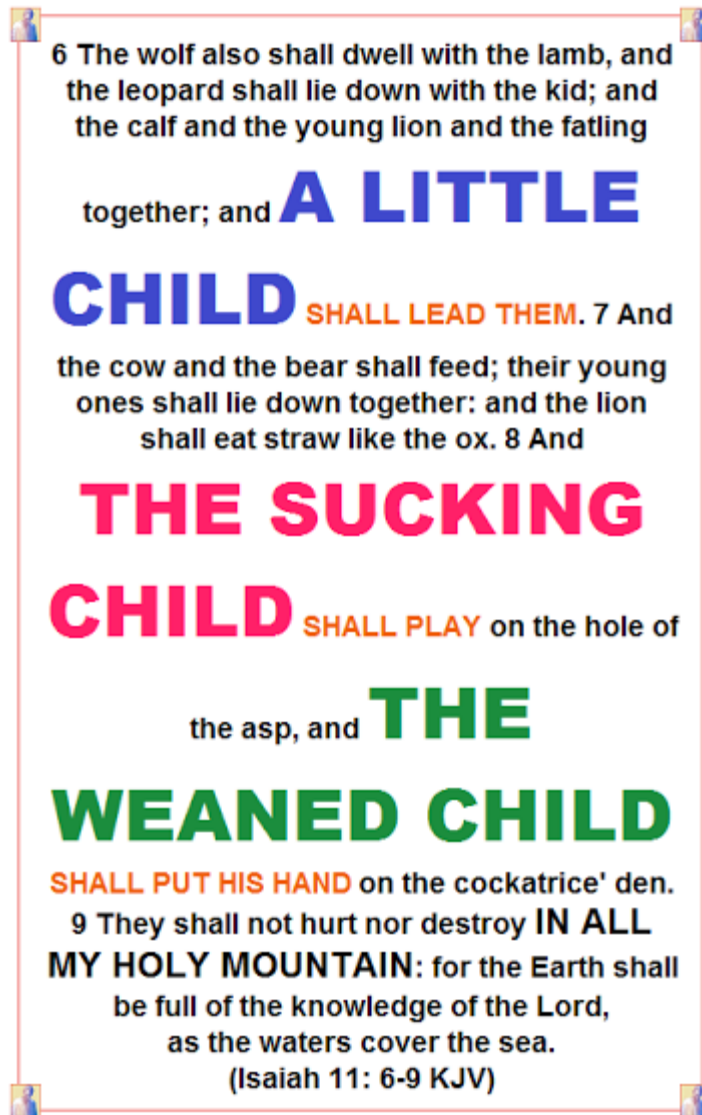 6 The wolf also shall dwell with the lamb, and
the leopard shall lie down with the kid; and
the calf and the young lion and the fatling
together; and A LITTLE
CHILD SHALL LEAD THEM. 7 And
the cow and the bear shall feed; their young
ones shall lie down together: and the lion
shall eat straw like the ox. 8 And
THE SUCKING
CHILD SHALL PLAY on the hole of
the asp, and THE
WEANED CHILD
SHALL PUT HIS HAND on the cockatrice' den.
9 They shall not hurt nor destroy IN ALL
MY HOLY MOUNTAIN: for the Earth shall
be full of the knowledge of the Lord,
as the waters cover the sea.
(Isaiah 11: 6-9 KJV)